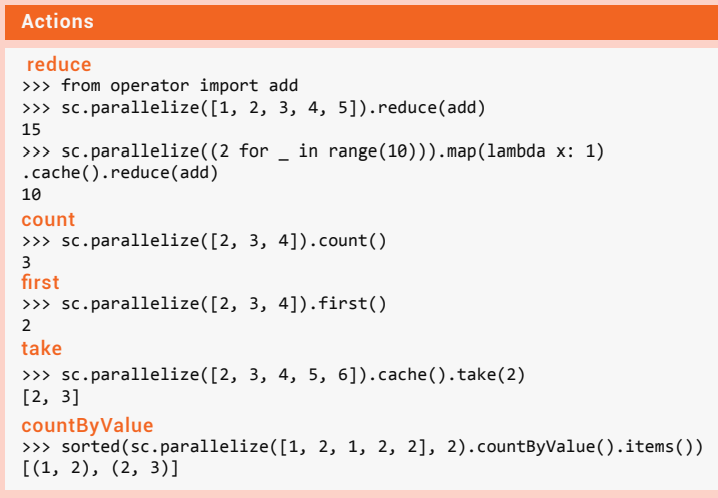 Actions
reduce
>>> from operator import add
>>> sc.parallelize([1, 2, 3, 4, 5]).reduce(add)
15
>>> sc.parallelize((2 for _ in range(10))).map(lambda x: 1)
.cache().reduce(add)
10
count
>>> sc.parallelize([2, 3, 4]).count()
3
first
>>> sc.parallelize([2, 3, 4]).first()
2
take
>>> sc.parallelize([2, 3, 4, 5, 6]).cache().take(2)
[2, 3]
countByValue
>>> sorted(sc.parallelize([1, 2, 1, 2, 2], 2).countByValue().items())
[(1, 2), (2, 3)]